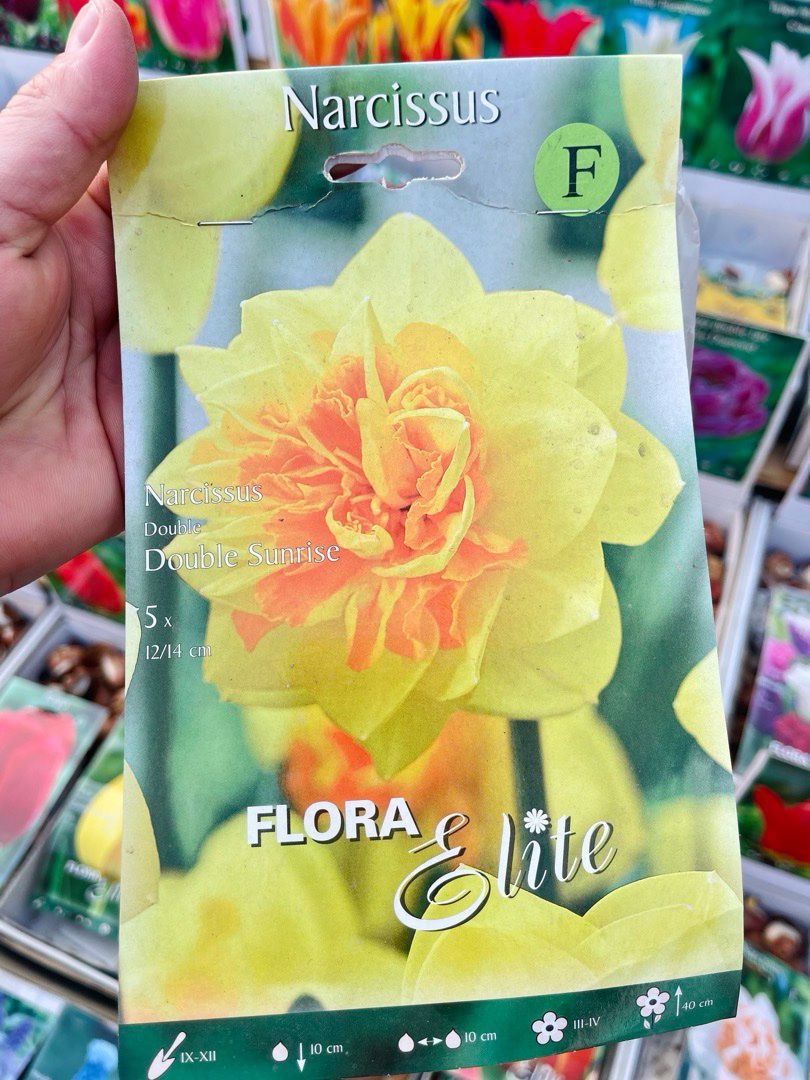 Narcissus
F
Narcissus
Double
Double Sunrise
5 x
12/14 cm
FLORA Elite
IX-XII 10 cm 10 cm III-IV 40 cm